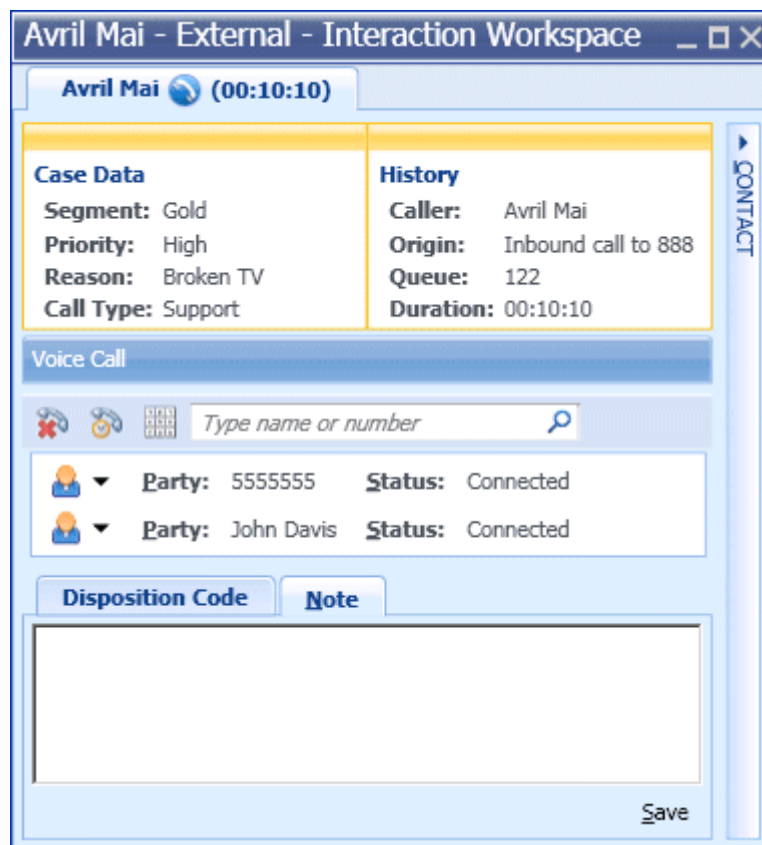 Avril Mai - External - Interaction Workspace
Avril Mai (00:10:10)
Case Data
Segment: Gold
Priority: High
Reason: Broken TV
Call Type: Support
History
Caller: Avril Mai
Origin: Inbound call to 888
Queue: 122
Duration: 00:10:10
CONTACT
Voice Call
Type name or number
Party: 5555555 Status: Connected
Party: John Davis Status: Connected
Disposition Code Note
Save